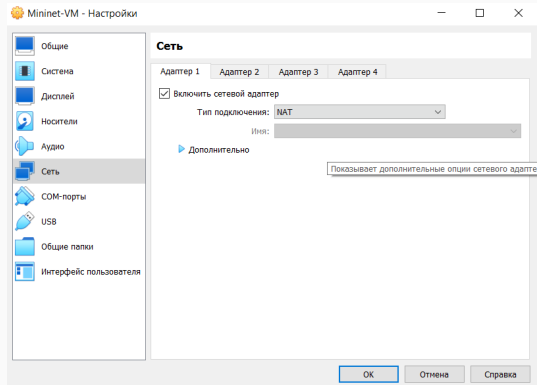 Mininet-VM - Настройки
Общие
Система
Дисплей
Носители
Аудио
Сеть
COM-порты
USB
Общие папки
Интерфейс пользователя
Сеть
Адаптер 1 Адаптер 2 Адаптер 3 Адаптер 4
Включить сетевой адаптер
Тип подключения: NAT
Имя:
Дополнительно
Показывает дополнительные опции сетевого адапте
OK Отмена Справка